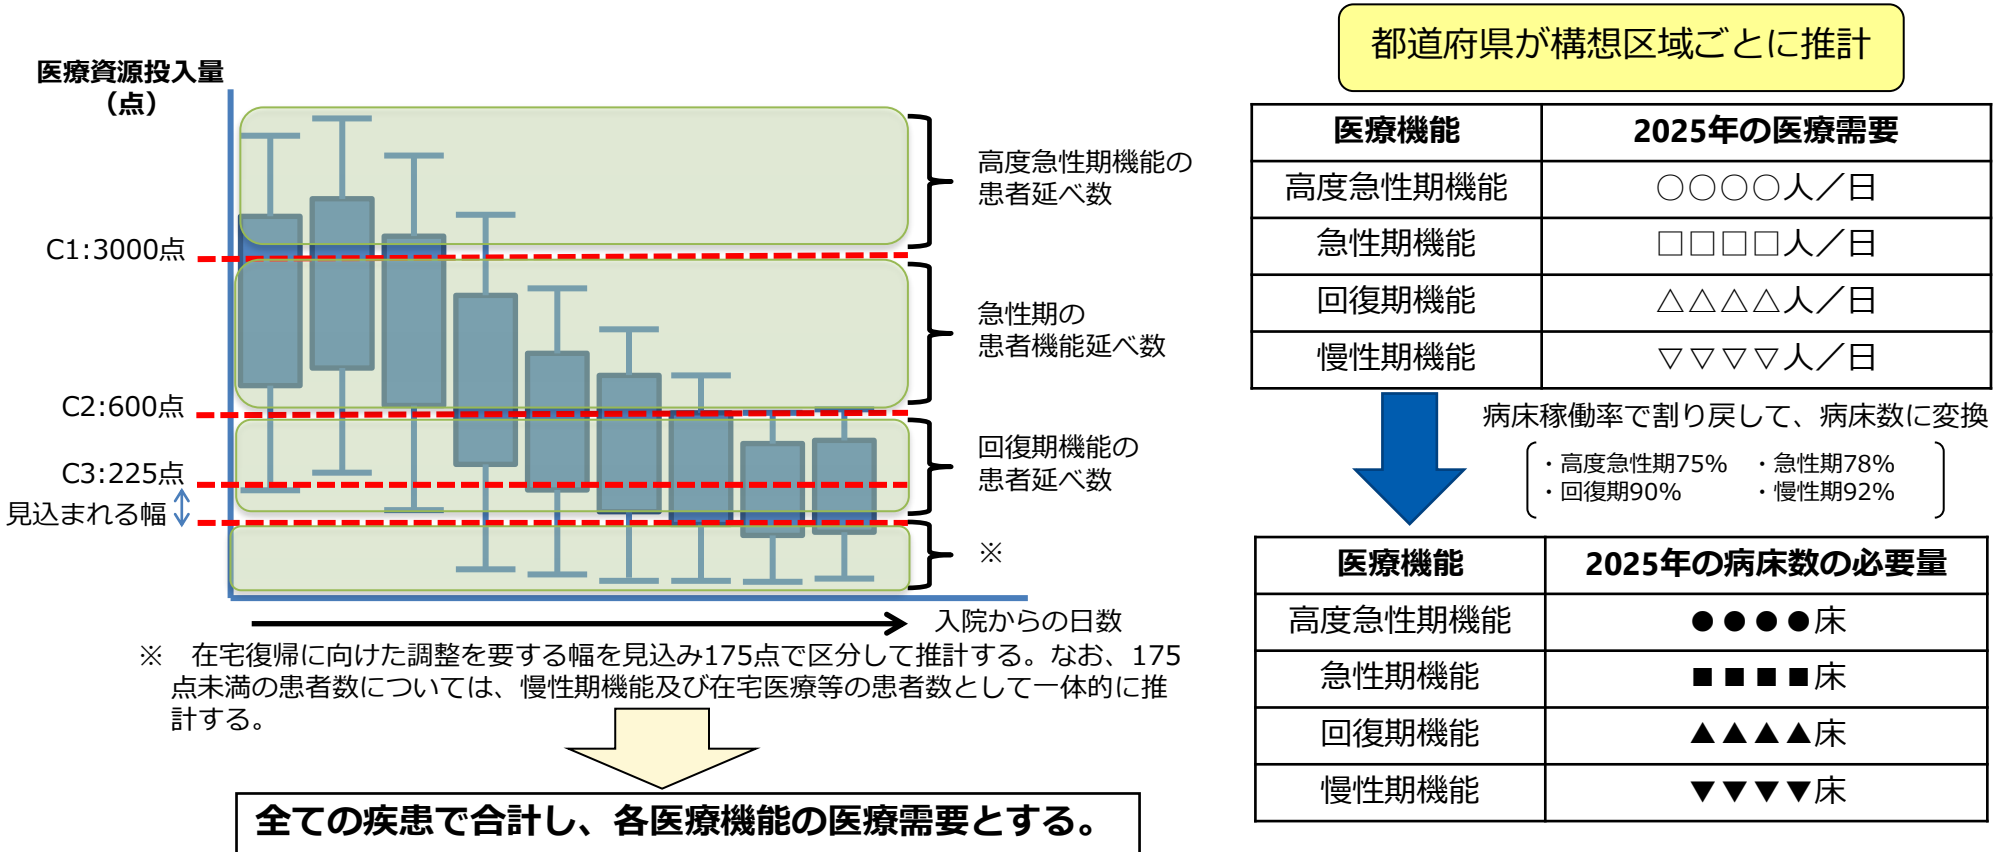 医療資源投入量
（点）
C1:3000点
C2:600点
C3:225点
見込まれる幅
高度急性期機能の
患者延べ数
急性期の
患者機能延べ数
回復期機能の
患者延べ数
※
入院からの日数
※　在宅復帰に向けた調整を要する幅を見込み175点で区分して推計する。なお、175
点未満の患者数については、慢性期機能及び在宅医療等の患者数として一体的に推
計する。
全ての疾患で合計し、各医療機能の医療需要とする。
都道府県が構想区域ごとに推計
医療機能 2025年の医療需要
高度急性期機能 ○○○○人／日
急性期機能 □□□□人／日
回復期機能 △△△△人／日
慢性期機能 ▽▽▽▽人／日
病床稼働率で割り戻して、病床数に変換
・高度急性期75% ・急性期78%
・回復期90% ・慢性期92%
医療機能 2025年の病床数の必要量
高度急性期機能 ●●●●床
急性期機能 ■■■■床
回復期機能 ▲▲▲▲床
慢性期機能 ▼▼▼▼床